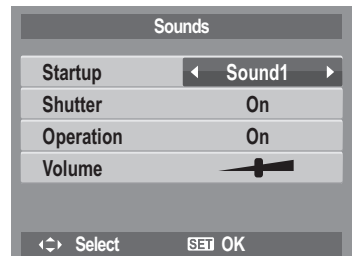 Sounds
Startup Sound1
Shutter On
Operation On
Volume
Select SET OK